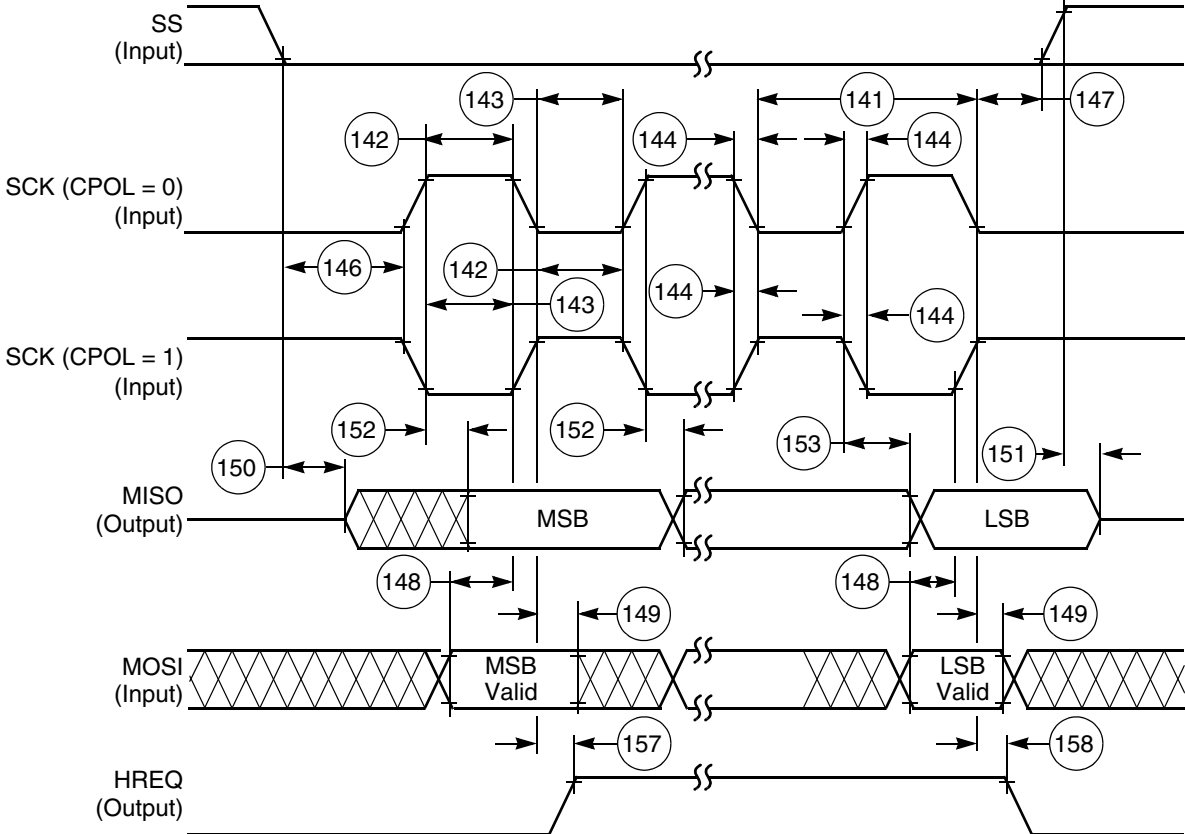 SS
(Input)
143
141
147
142
144
144
SCK (CPOL = 0)
(Input)
146
142
144
143
144
SCK (CPOL = 1)
(Input)
152
152
153
151
150
MISO
(Output)
MSB
LSB
148
148
149
149
MOSI
(Input)
MSB
Valid
LSB
Valid
157
158
HREQ
(Output)